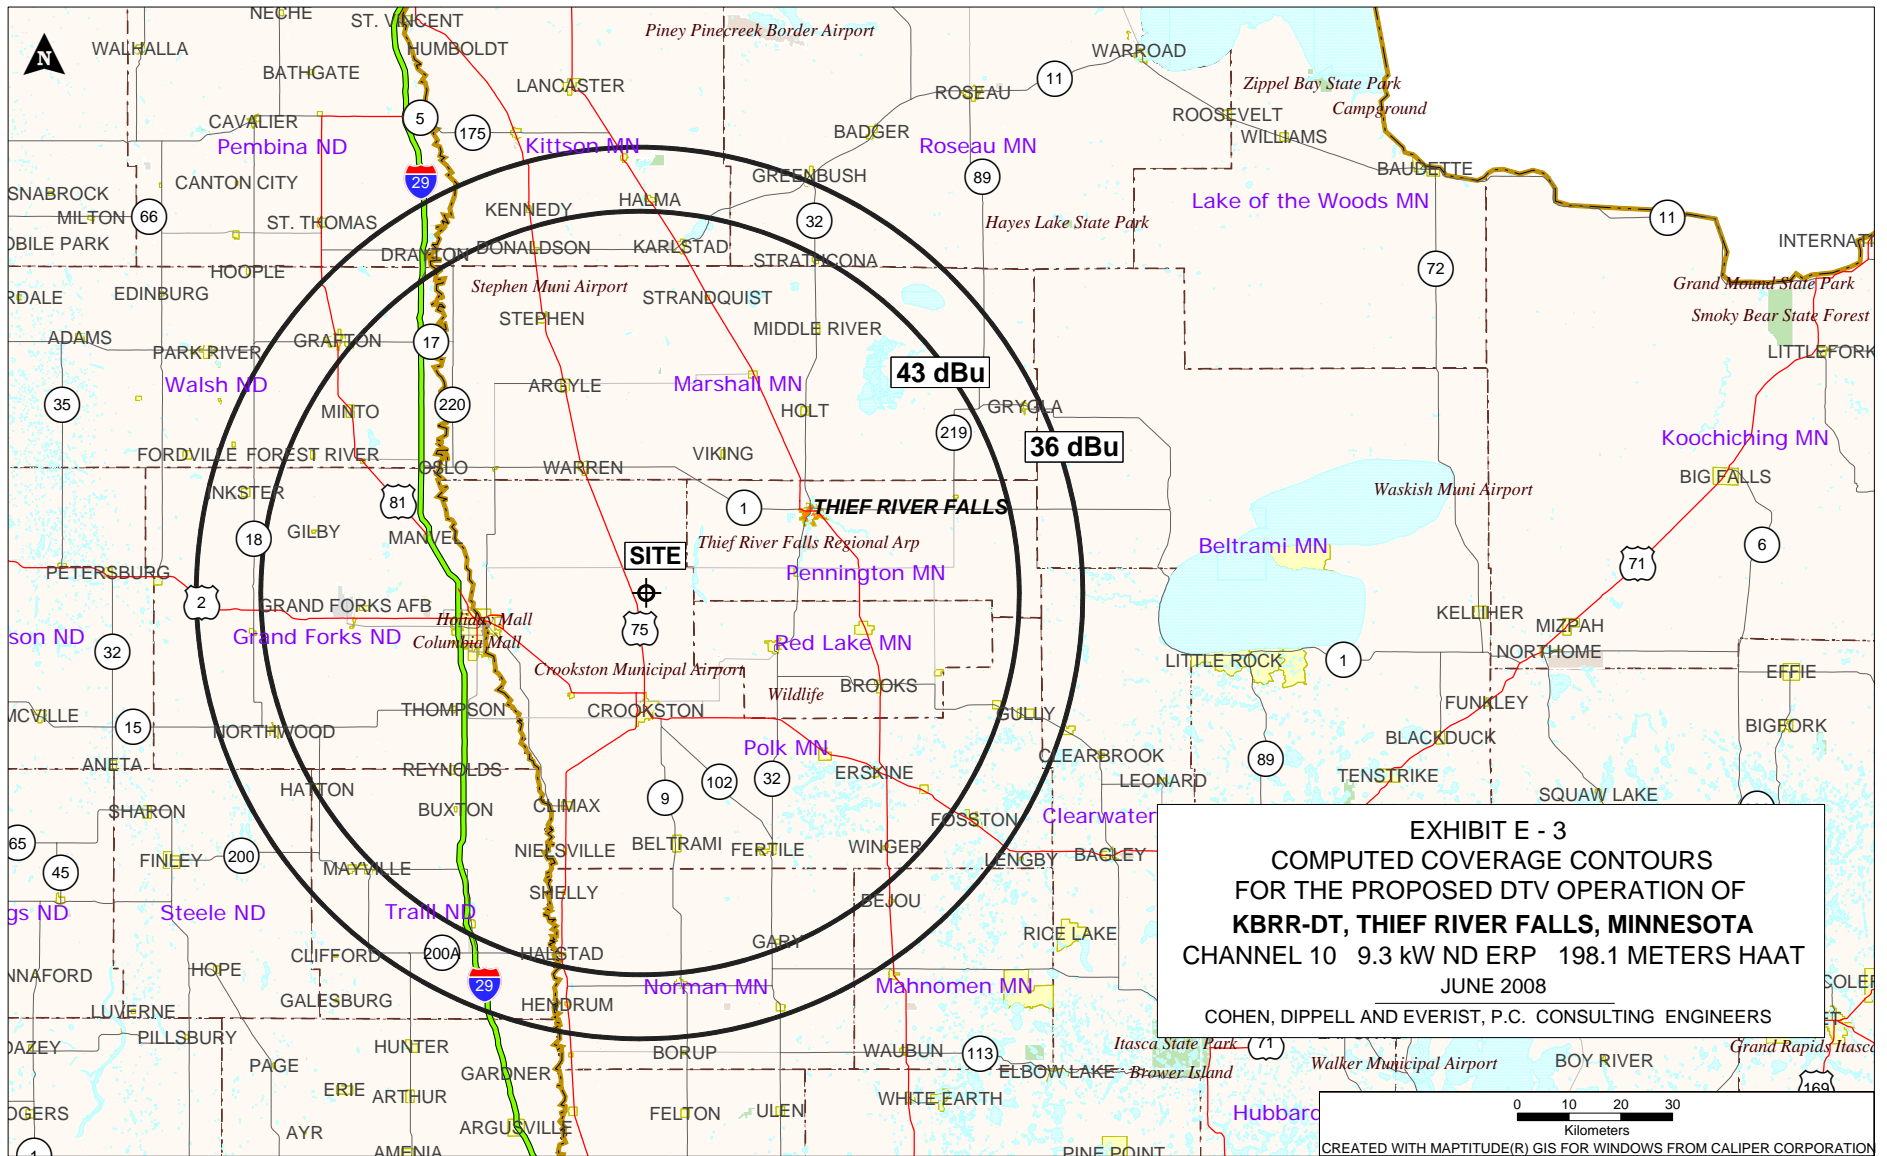 NECHE
ST. VINCENT
Piney Pinecreek Border Airport
WALHALLA
HUMBOLDT
WARROAD
N
BATHGATE
LANCASTER
ROSEAU
11
Zippel Bay State Park
Campground
CAVALIER
5
175
BADGER
ROOSEVELT
WILLIAMS
Pembina ND
Kittson MN
Roseau MN
BAUDETTE
SNABROCK
CANTON CITY
29
GREENBUSH
89
Lake of the Woods MN
MILTON
66
ST. THOMAS
KENNEDY
HALMA
32
Hayes Lake State Park
11
OBILE PARK
DRAYTON
DONALDSON
KARLSTAD
STRATHCONA
INTERNAT
HOOPLE
72
RDALE
EDINBURG
Stephen Muni Airport
STRANDQUIST
Grand Mound State Park
ADAMS
STEPHEN
MIDDLE RIVER
Smoky Bear State Forest
PARK RIVER
GRAFTON
17
LITTLEFORK
Walsh ND
ARGYLE
Marshall MN
43 dBu
35
MINTO
220
HOLT
GRYGLA
219
36 dBu
Koochiching MN
FORDVILLE
FOREST RIVER
OSLO
WARREN
VIKING
BIG FALLS
INKSTER
81
1
THIEF RIVER FALLS
Waskish Muni Airport
18
GILBY
MANVEL
SITE
Thief River Falls Regional Arp
Beltrami MN
6
PETERSBURG
Pennington MN
71
2
GRAND FORKS AFB
Holiday Mall
75
KELLIHER
son ND
Grand Forks ND
Columbia Mall
Red Lake MN
MIZPAH
32
Crookston Municipal Airport
LITTLE ROCK
1
NORTHOME
EFFIE
Wildlife
BROOKS
MCVILLE
15
NORTHWOOD
THOMPSON
CROOKSTON
GULLY
FUNKLEY
BIGFORK
Polk MN
CLEARBROOK
BLACKDUCK
ANETA
REYNOLDS
102
32
ERSKINE
LEONARD
89
TENSTRIKE
HATTON
9
SQUAW LAKE
SHARON
BUXTON
CLIMAX
FOSSTON
Clearwater
65
FINLEY
200
NIELSVILLE
BELTRAMI
FERTILE
WINGER
LENGBY
BAGLEY
45
MAYVILLE
SHELLY
BEJOU
gs ND
Steele ND
Traill ND
RICE LAKE
CLIFFORD
200A
HALSTAD
GARY
NNAFORD
HOPE
29
Norman MN
Mahnomen MN
GALESBURG
HENDRUM
LUVERNE
EXHIBIT E - 3
COMPUTED COVERAGE CONTOURS
FOR THE PROPOSED DTV OPERATION OF
KBRR-DT, THIEF RIVER FALLS, MINNESOTA
CHANNEL 10 9.3 kW ND ERP 198.1 METERS HAAT
JUNE 2008
COHEN, DIPPELL AND EVERIST, P.C. CONSULTING ENGINEERS
COLE
ET
PILLSBURY
DAZEY
HUNTER
BORUP
WAUBUN
113
Itasca State Park
71
Grand Rapids Itasca
PAGE
GARDNER
ELBOW LAKE
Brower Island
Walker Municipal Airport
BOY RIVER
169
ERIE
ARTHUR
WHITE EARTH
OGERS
FELTON
ULEN
Hubbard
AYR
ARGUSVILLE
1
AMENIA
PINE POINT
0 10 20 30
Kilometers
CREATED WITH MAPTITUDE(R) GIS FOR WINDOWS FROM CALIPER CORPORATION